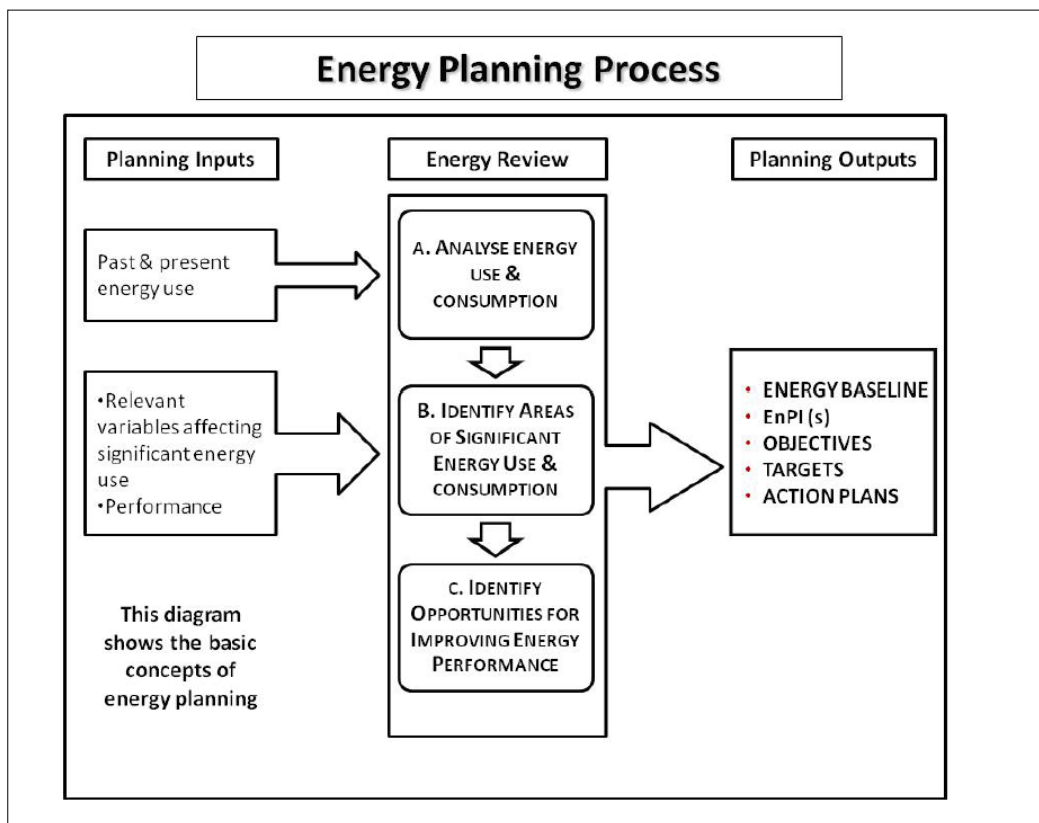 Energy Planning Process
Planning Inputs
Energy Review
Planning Outputs
Past & present
energy use
•Relevant
variables affecting
significant energy
use
•Performance
This diagram
shows the basic
concepts of
energy planning
A. ANALYSE ENERGY
USE &
CONSUMPTION
B. IDENTIFY AREAS
OF SIGNIFICANT
ENERGY USE &
CONSUMPTION
C. IDENTIFY
OPPORTUNITIES FOR
IMPROVING ENERGY
PERFORMANCE
• ENERGY BASELINE
• EnPI (s)
• OBJECTIVES
• TARGETS
• ACTION PLANS